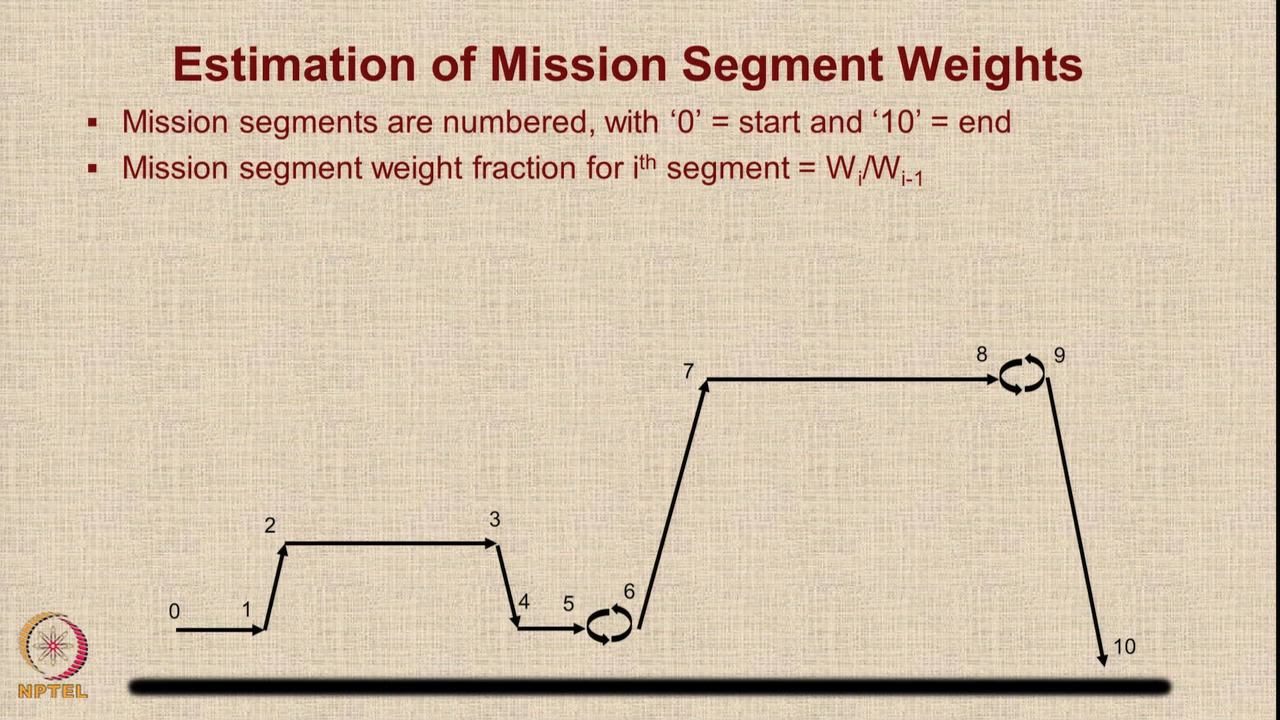 Estimation of Mission Segment Weights
▪ Mission segments are numbered, with ‘0’ = start and ‘10’ = end
▪ Mission segment weight fraction for iᵗʰ segment = Wᵢ/Wᵢ₋₁
8 9
7
3
2
6
4 5
0 1
10
NPTEL